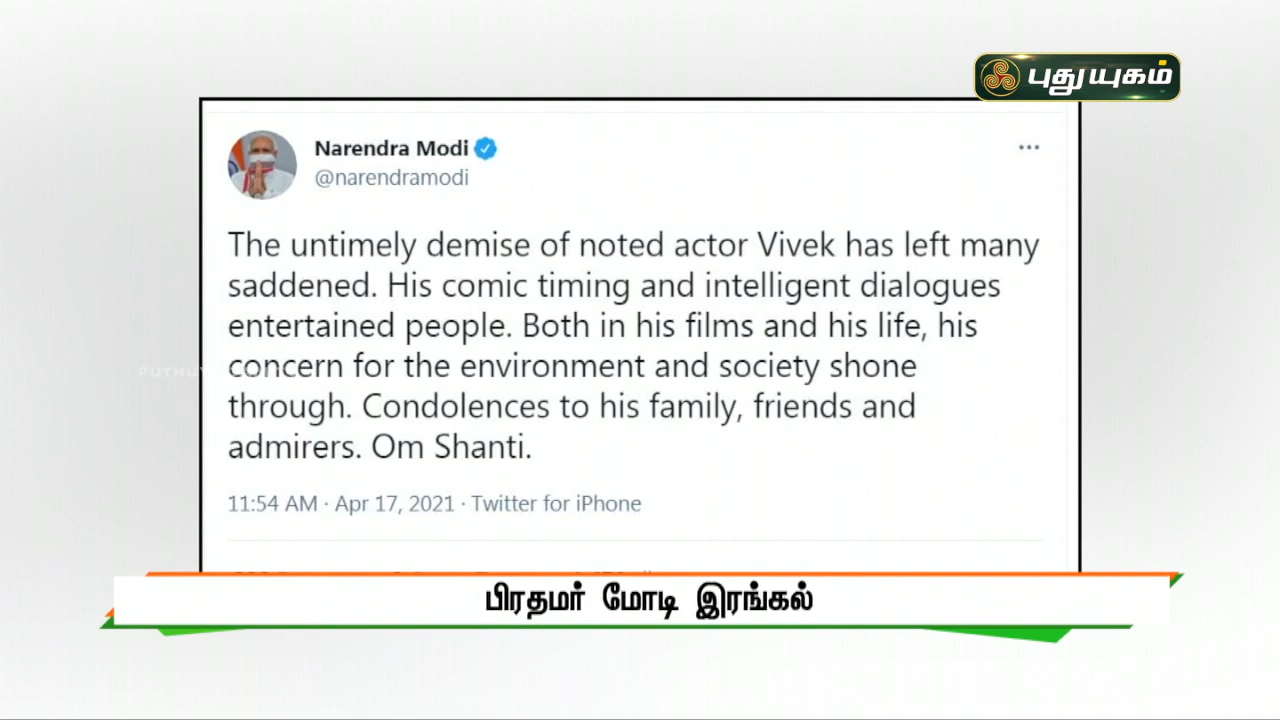 புதுயுகம்
Narendra Modi
@narendramodi
The untimely demise of noted actor Vivek has left many
saddened. His comic timing and intelligent dialogues
entertained people. Both in his films and his life, his
concern for the environment and society shone
through. Condolences to his family, friends and
admirers. Om Shanti.
11:54 AM · Apr 17, 2021 · Twitter for iPhone
பிரதமர் மோடி இரங்கல்